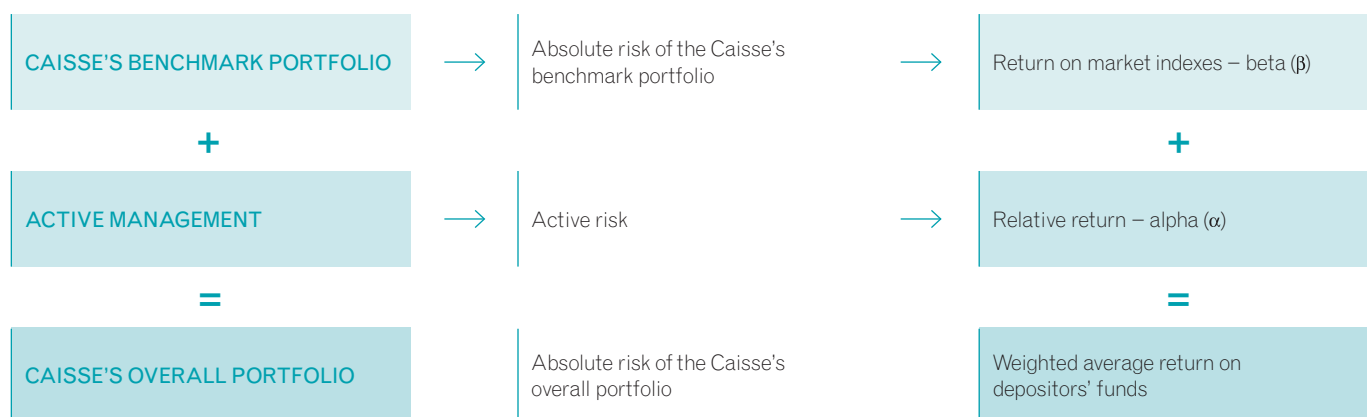 CAISSE'S BENCHMARK PORTFOLIO
Absolute risk of the Caisse's
benchmark portfolio
Return on market indexes – beta (β)
+
+
ACTIVE MANAGEMENT
Active risk
Relative return – alpha (α)
=
=
CAISSE'S OVERALL PORTFOLIO
Absolute risk of the Caisse's
overall portfolio
Weighted average return on
depositors' funds